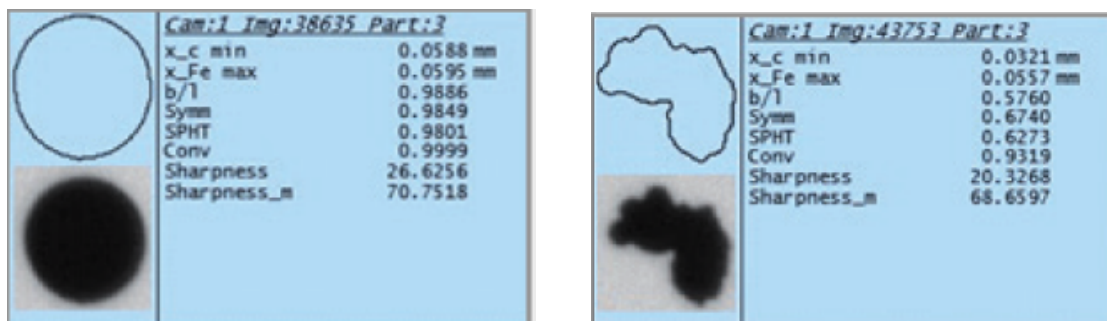 Cam:1 Img:38635 Part:3
x_c min 0.0588 mm
x_Fe max 0.0595 mm
b/l 0.9886
Symm 0.9849
SPHT 0.9801
Conv 0.9999
Sharpness 26.6256
Sharpness_m 70.7518
Cam:1 Img:43753 Part:3
x_c min 0.0321 mm
x_Fe max 0.0557 mm
b/l 0.5760
Symm 0.6740
SPHT 0.6273
Conv 0.9319
Sharpness 20.3268
Sharpness_m 68.6597